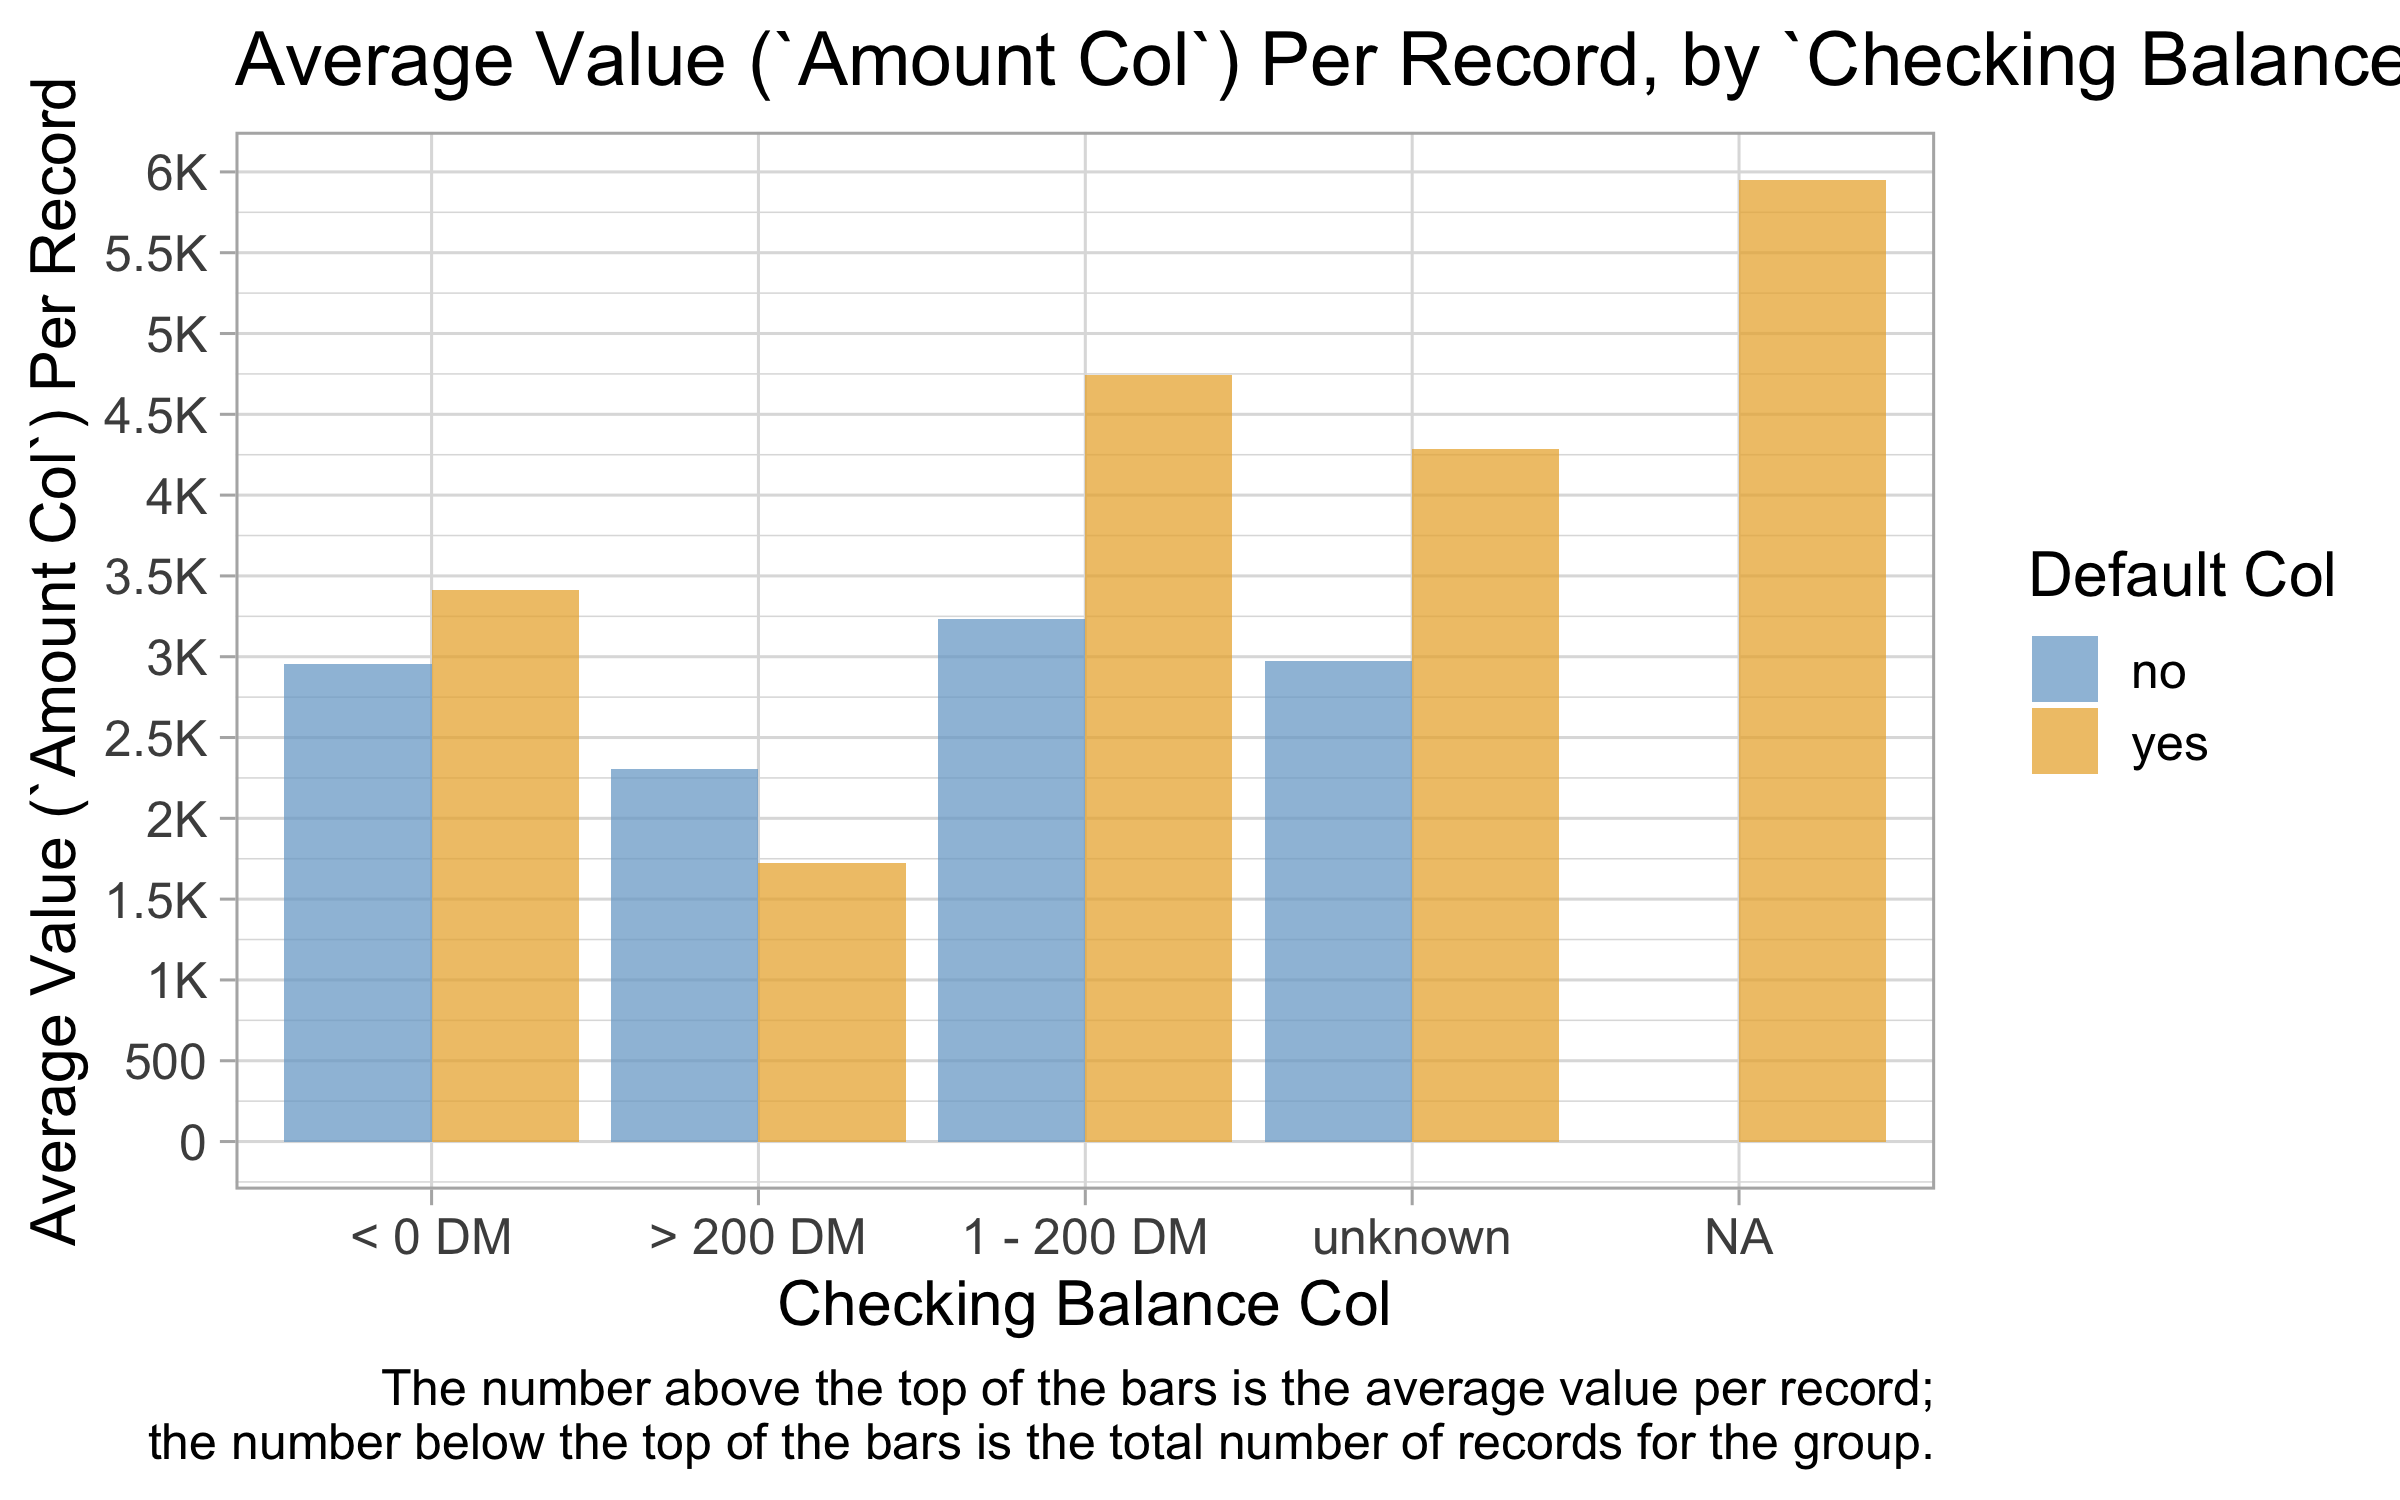 Average Value (`Amount Col`) Per Record, by `Checking Balance
Average Value (`Amount Col`) Per Record
6K
5.5K
5K
4.5K
4K
3.5K
3K
2.5K
2K
1.5K
1K
500
0
< 0 DM
> 200 DM
1 - 200 DM
unknown
NA
Checking Balance Col
Default Col
no
yes
The number above the top of the bars is the average value per record;
the number below the top of the bars is the total number of records for the group.